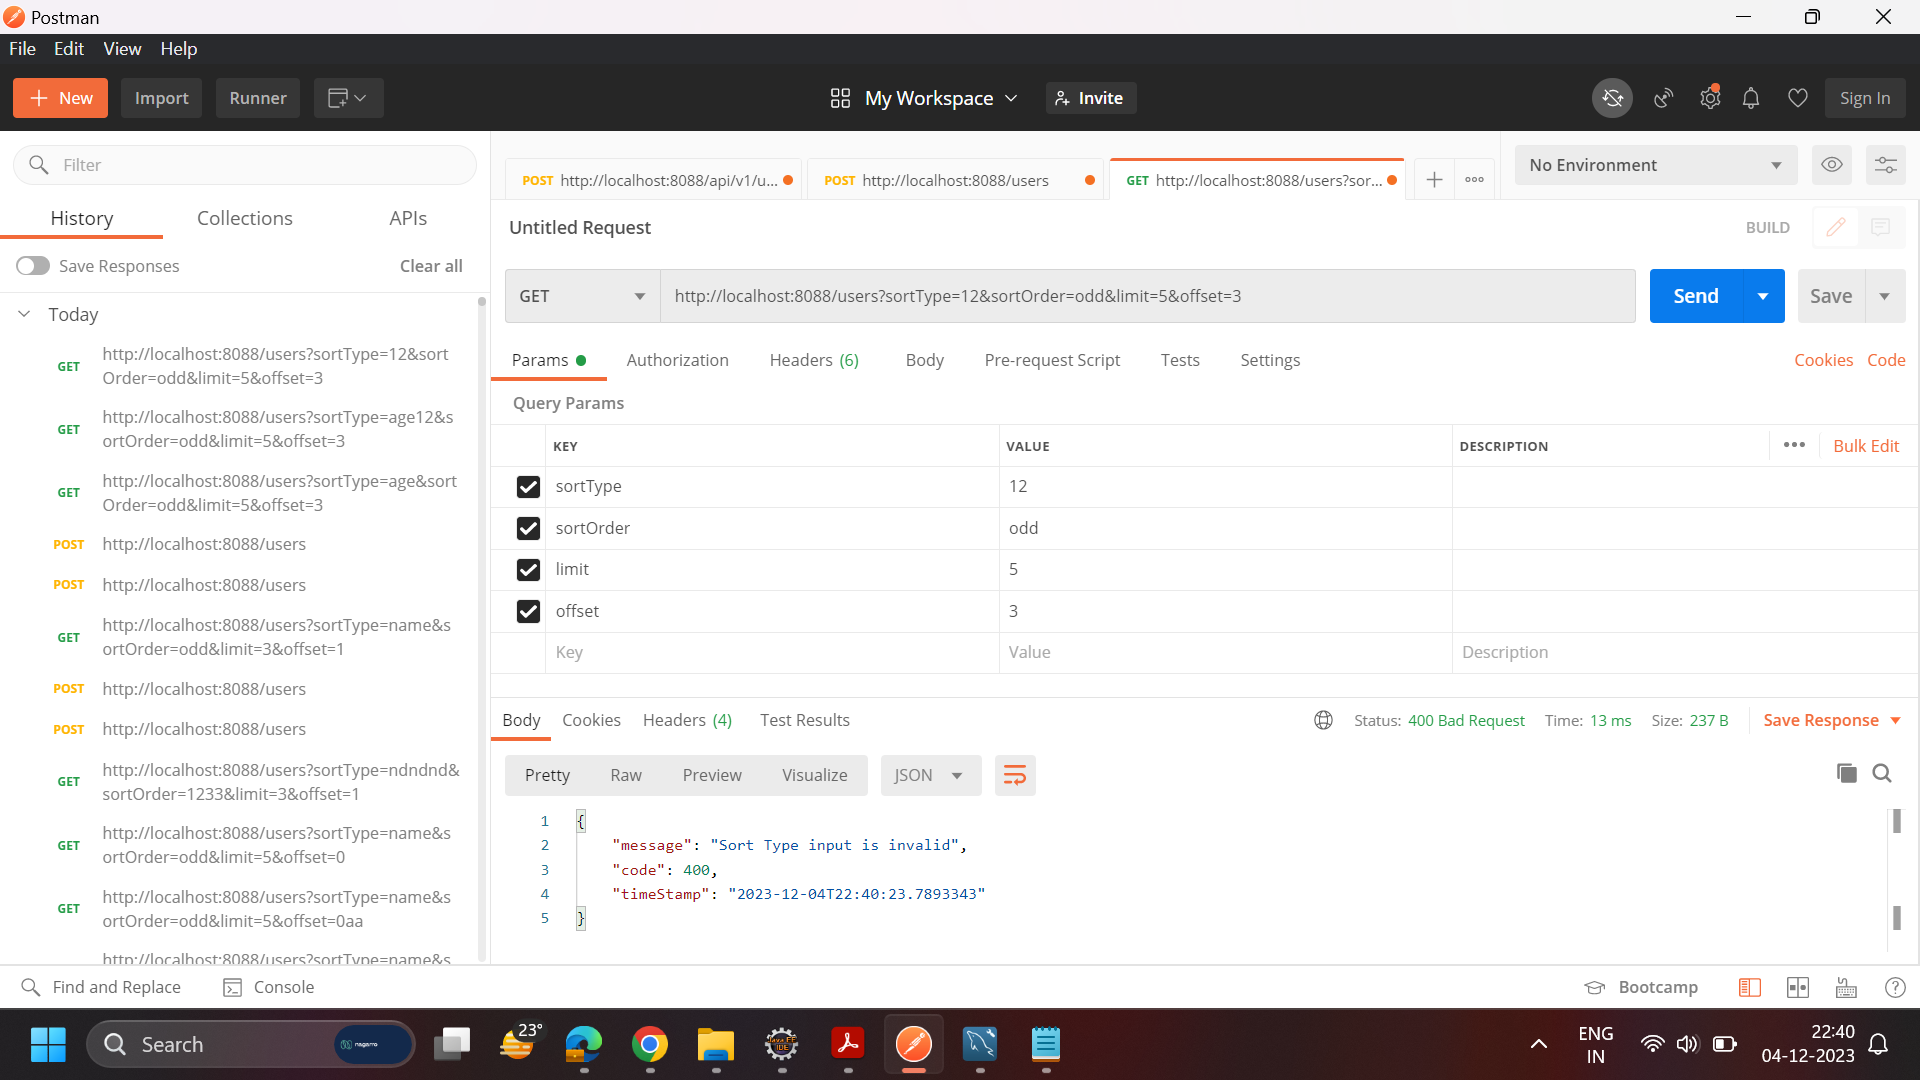 Postman
File Edit View Help
New Import Runner My Workspace Invite Sign In
Filter
History Collections APIs
Save Responses Clear all
Today
GET http://localhost:8088/users?sortType=12&sort
Order=odd&limit=5&offset=3
GET http://localhost:8088/users?sortType=age12&s
ortOrder=odd&limit=5&offset=3
GET http://localhost:8088/users?sortType=age&sort
Order=odd&limit=5&offset=3
POST http://localhost:8088/users
POST http://localhost:8088/users
GET http://localhost:8088/users?sortType=name&s
ortOrder=odd&limit=3&offset=1
POST http://localhost:8088/users
POST http://localhost:8088/users
GET http://localhost:8088/users?sortType=ndndnd&
sortOrder=1233&limit=3&offset=1
GET http://localhost:8088/users?sortType=name&s
ortOrder=odd&limit=5&offset=0
GET http://localhost:8088/users?sortType=name&s
ortOrder=odd&limit=5&offset=0aa
http://localhost:8088/users?sortType=name&s
POST http://localhost:8088/api/v1/u... POST http://localhost:8088/users GET http://localhost:8088/users?sor... No Environment
Untitled Request BUILD
GET http://localhost:8088/users?sortType=12&sortOrder=odd&limit=5&offset=3 Send Save
Params Authorization Headers (6) Body Pre-request Script Tests Settings Cookies Code
Query Params
KEY VALUE DESCRIPTION Bulk Edit
sortType 12
sortOrder odd
limit 5
offset 3
Key Value Description
Body Cookies Headers (4) Test Results Status: 400 Bad Request Time: 13 ms Size: 237 B Save Response
Pretty Raw Preview Visualize JSON
1 {
2 "message": "Sort Type input is invalid",
3 "code": 400,
4 "timeStamp": "2023-12-04T22:40:23.7893343"
5 }
Find and Replace Console Bootcamp
Search nagarro 23° Java EE IDE ENG IN 22:40
04-12-2023